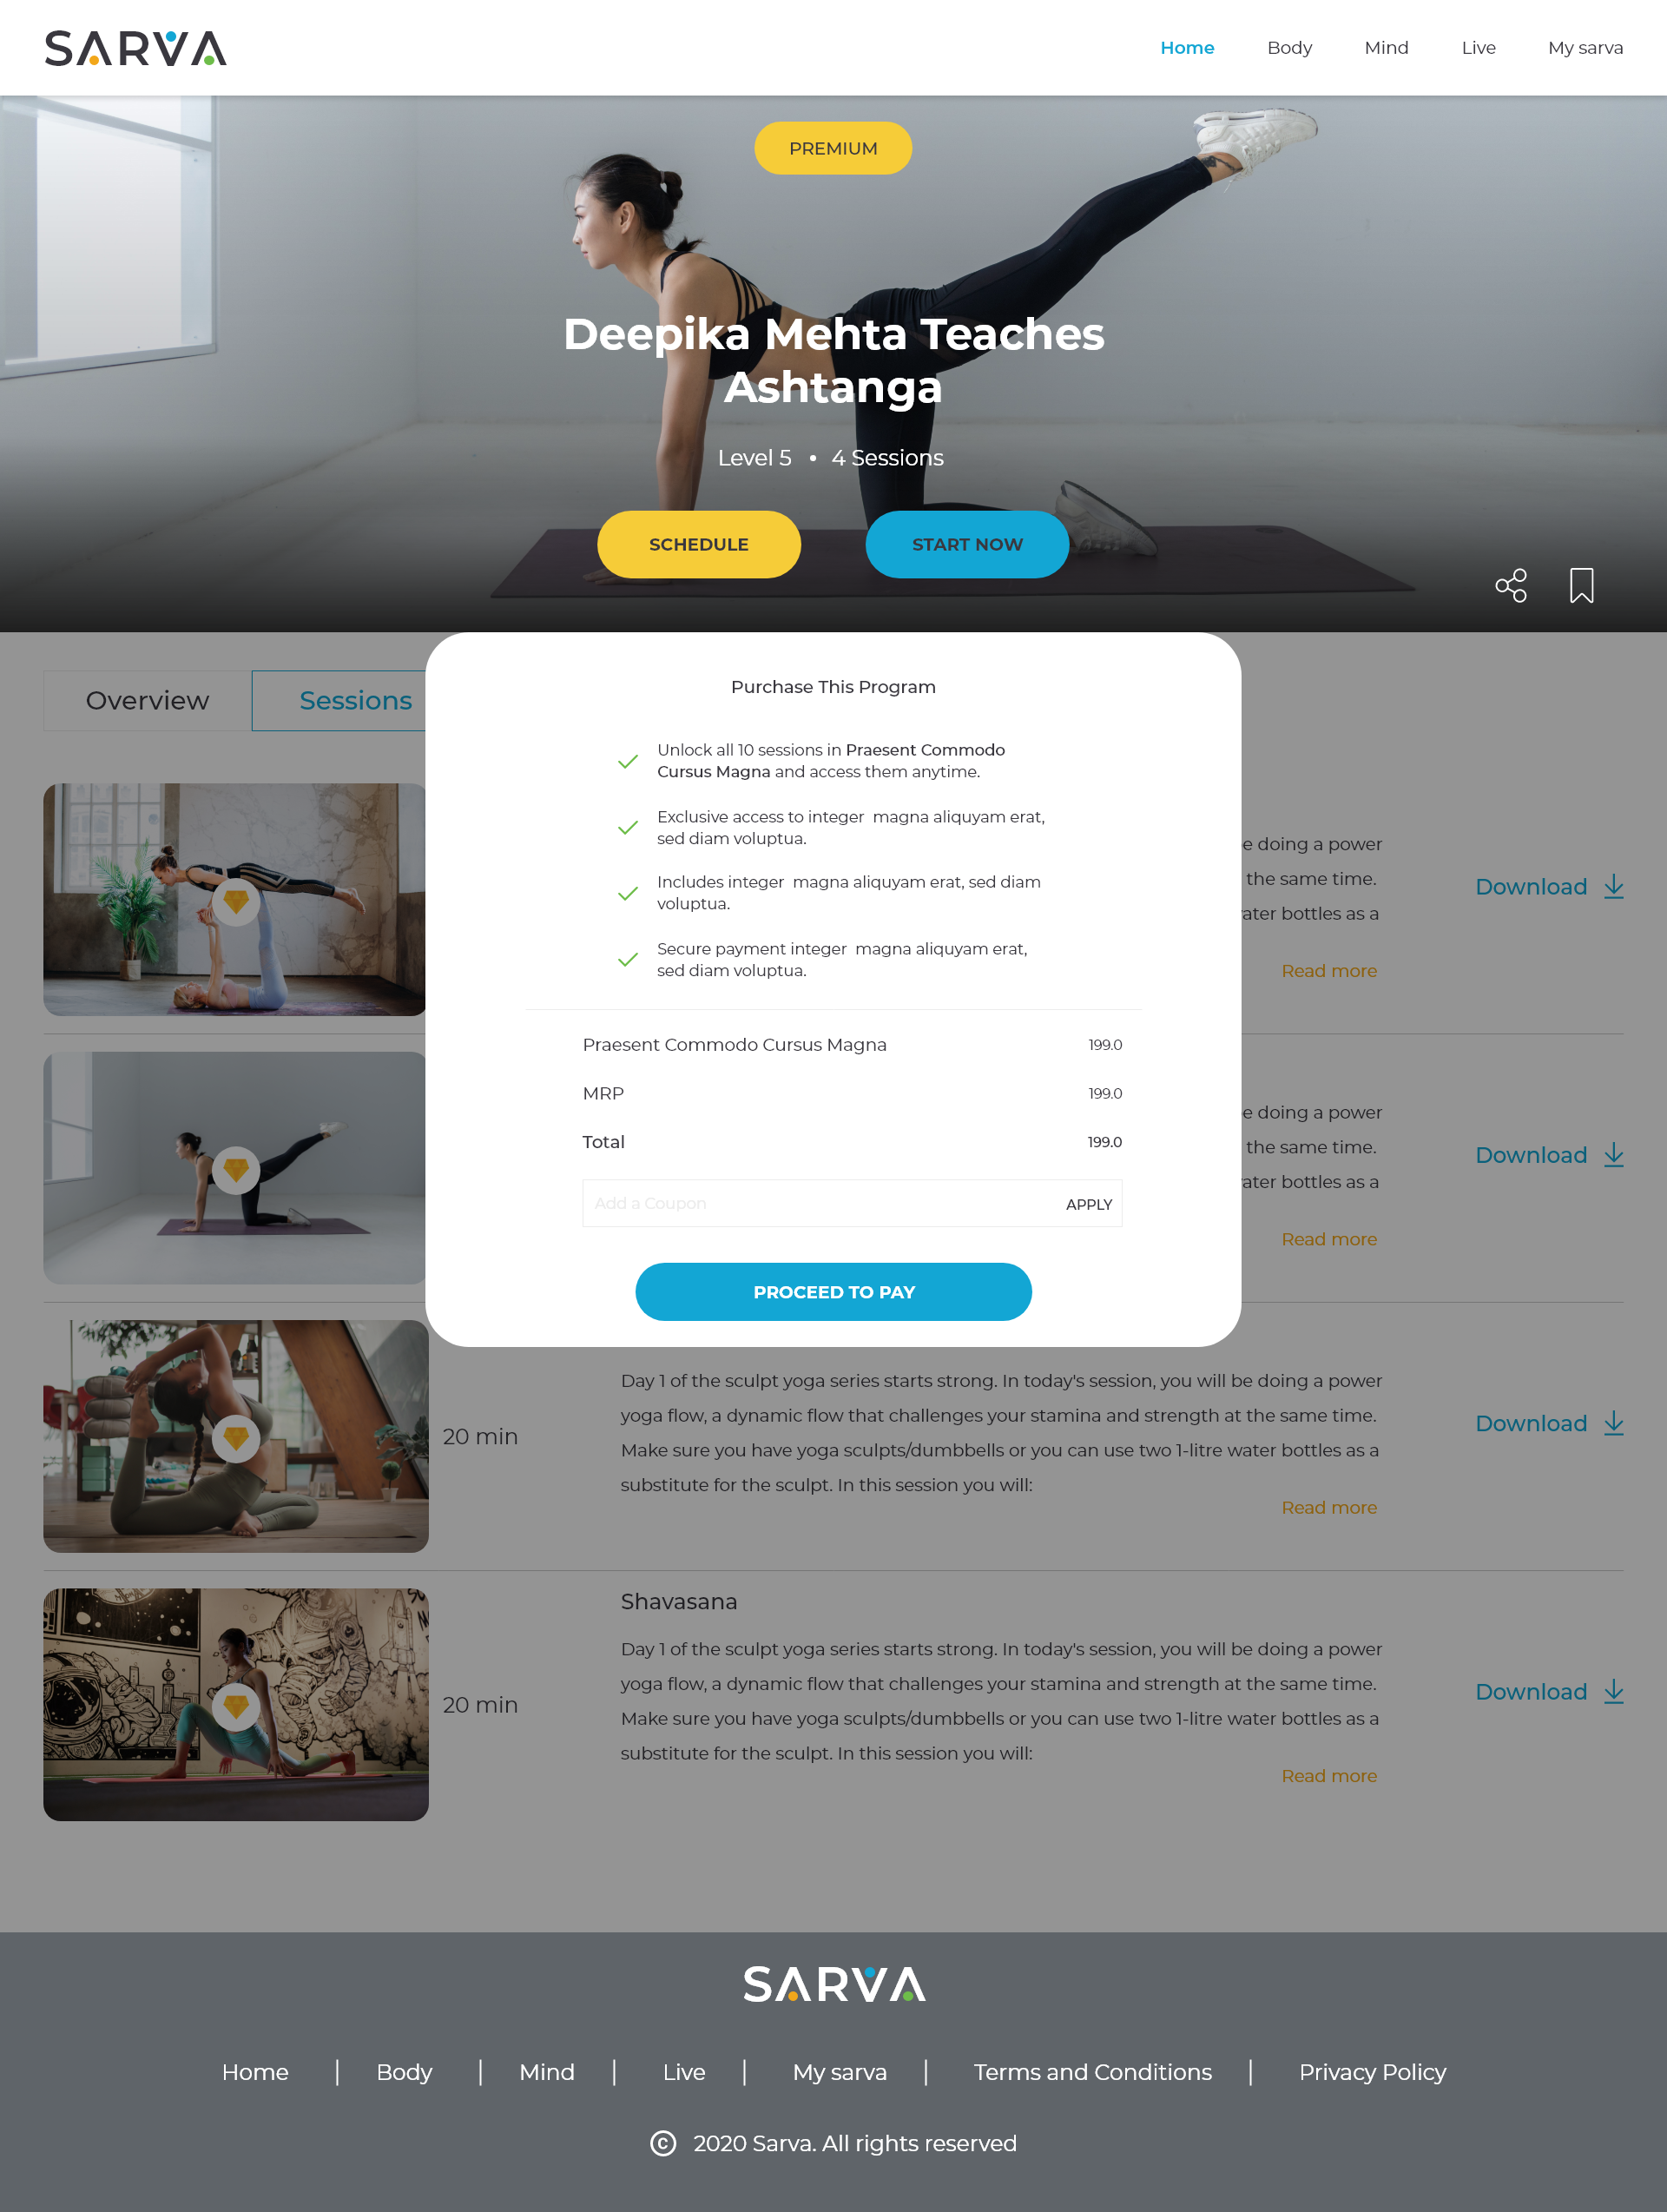 SARVA
Home Body Mind Live My sarva
PREMIUM
Deepika Mehta Teaches
Ashtanga
Level 5 • 4 Sessions
SCHEDULE START NOW
Overview Sessions
Purchase This Program
Unlock all 10 sessions in Praesent Commodo
Cursus Magna and access them anytime.
Exclusive access to integer magna aliquyam erat,
sed diam voluptua.
Includes integer magna aliquyam erat, sed diam
voluptua.
Secure payment integer magna aliquyam erat,
sed diam voluptua.
Praesent Commodo Cursus Magna 199.0
MRP 199.0
Total 199.0
Add a Coupon APPLY
PROCEED TO PAY
doing a power
the same time.
Download
bottles as a
Read more
doing a power
the same time.
Download
bottles as a
Read more
20 min
Day 1 of the sculpt yoga series starts strong. In today's session, you will be doing a power
yoga flow, a dynamic flow that challenges your stamina and strength at the same time.
Make sure you have yoga sculpts/dumbbells or you can use two 1-litre water bottles as a
substitute for the sculpt. In this session you will:
Read more
Download
Shavasana
20 min
Day 1 of the sculpt yoga series starts strong. In today's session, you will be doing a power
yoga flow, a dynamic flow that challenges your stamina and strength at the same time.
Make sure you have yoga sculpts/dumbbells or you can use two 1-litre water bottles as a
substitute for the sculpt. In this session you will:
Read more
Download
SARVA
Home | Body | Mind | Live | My sarva | Terms and Conditions | Privacy Policy
© 2020 Sarva. All rights reserved